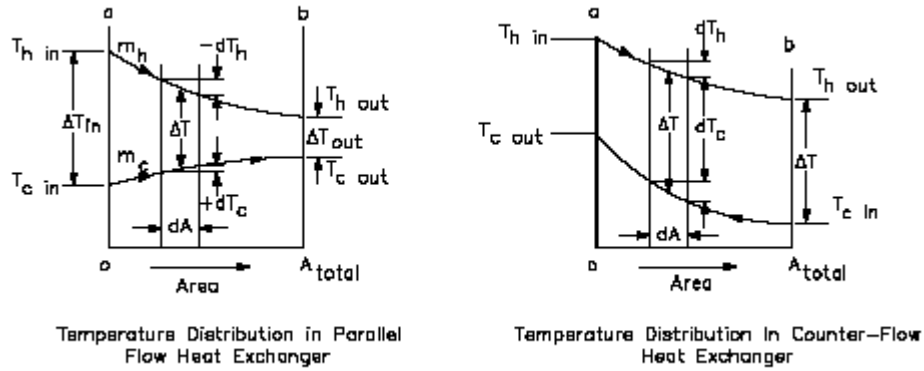 a
b
T_h in
m_h
-dT_h
T_h out
ΔT_in
ΔT
ΔT_out
m_c
T_c in
T_c out
+dT_c
dA
o
A_total
Area
Temperature Distribution in Parallel
Flow Heat Exchanger
a
b
T_h in
dT_h
T_h out
T_c out
ΔT
dT_c
ΔT
T_c in
dA
o
A_total
Area
Temperature Distribution In Counter-Flow
Heat Exchanger